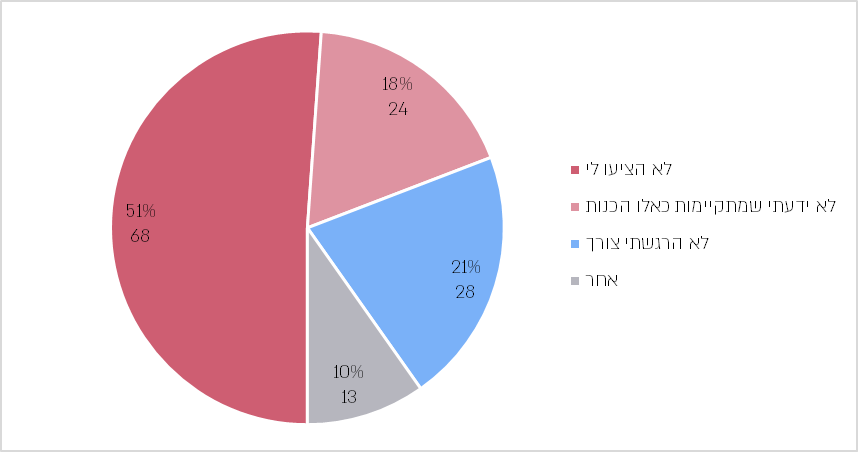 18%
24
51%
68
21%
28
10%
13
לא הציעו לי
לא ידעתי שמתקיימות כאלו הכנות
לא הרגשתי צורך
אחר